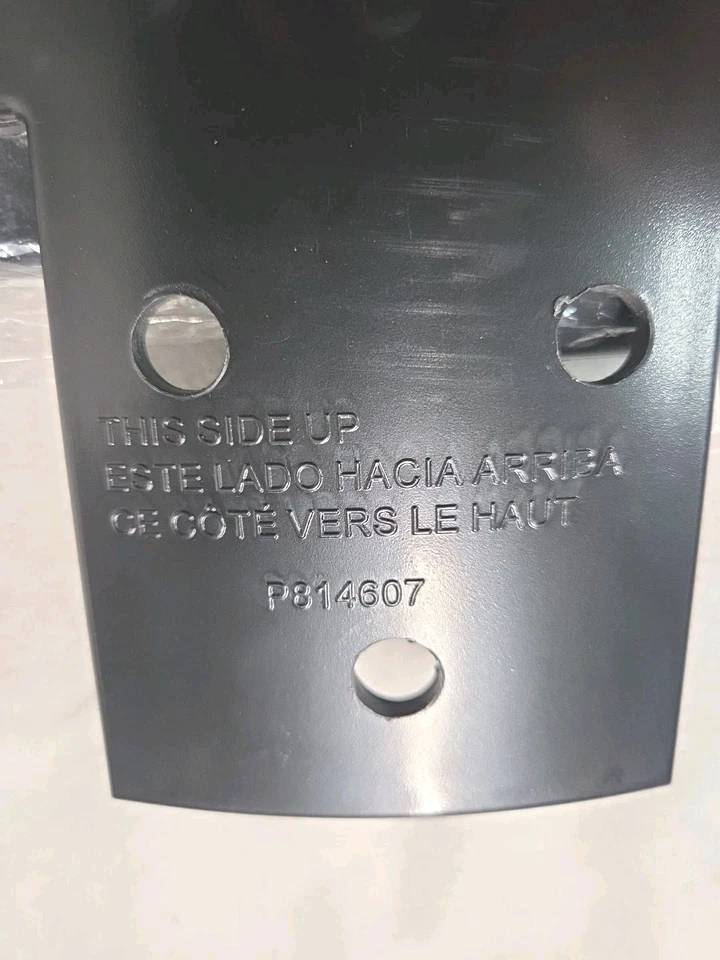 THIS SIDE UP
ESTE LADO HACIA ARRIBA
CE CÔTÉ VERS LE HAUT
P814607